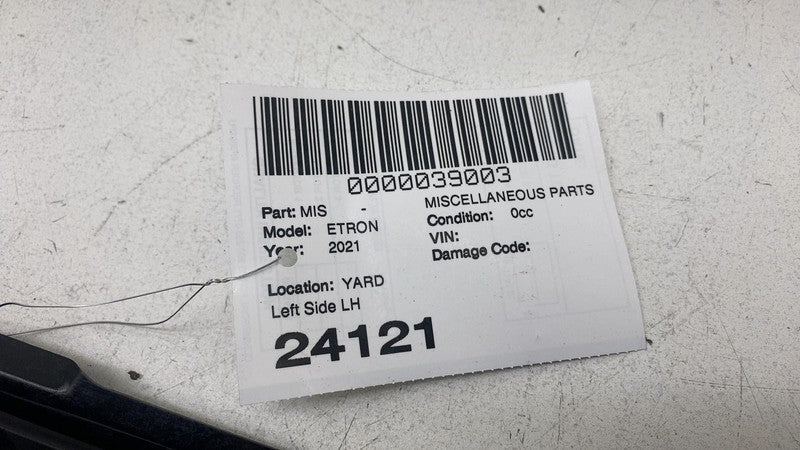 0000039003
Part: MIS - MISCELLANEOUS PARTS
Model: ETRON Condition: 0cc
Year: 2021 VIN:
Damage Code:
Location: YARD
Left Side LH
24121